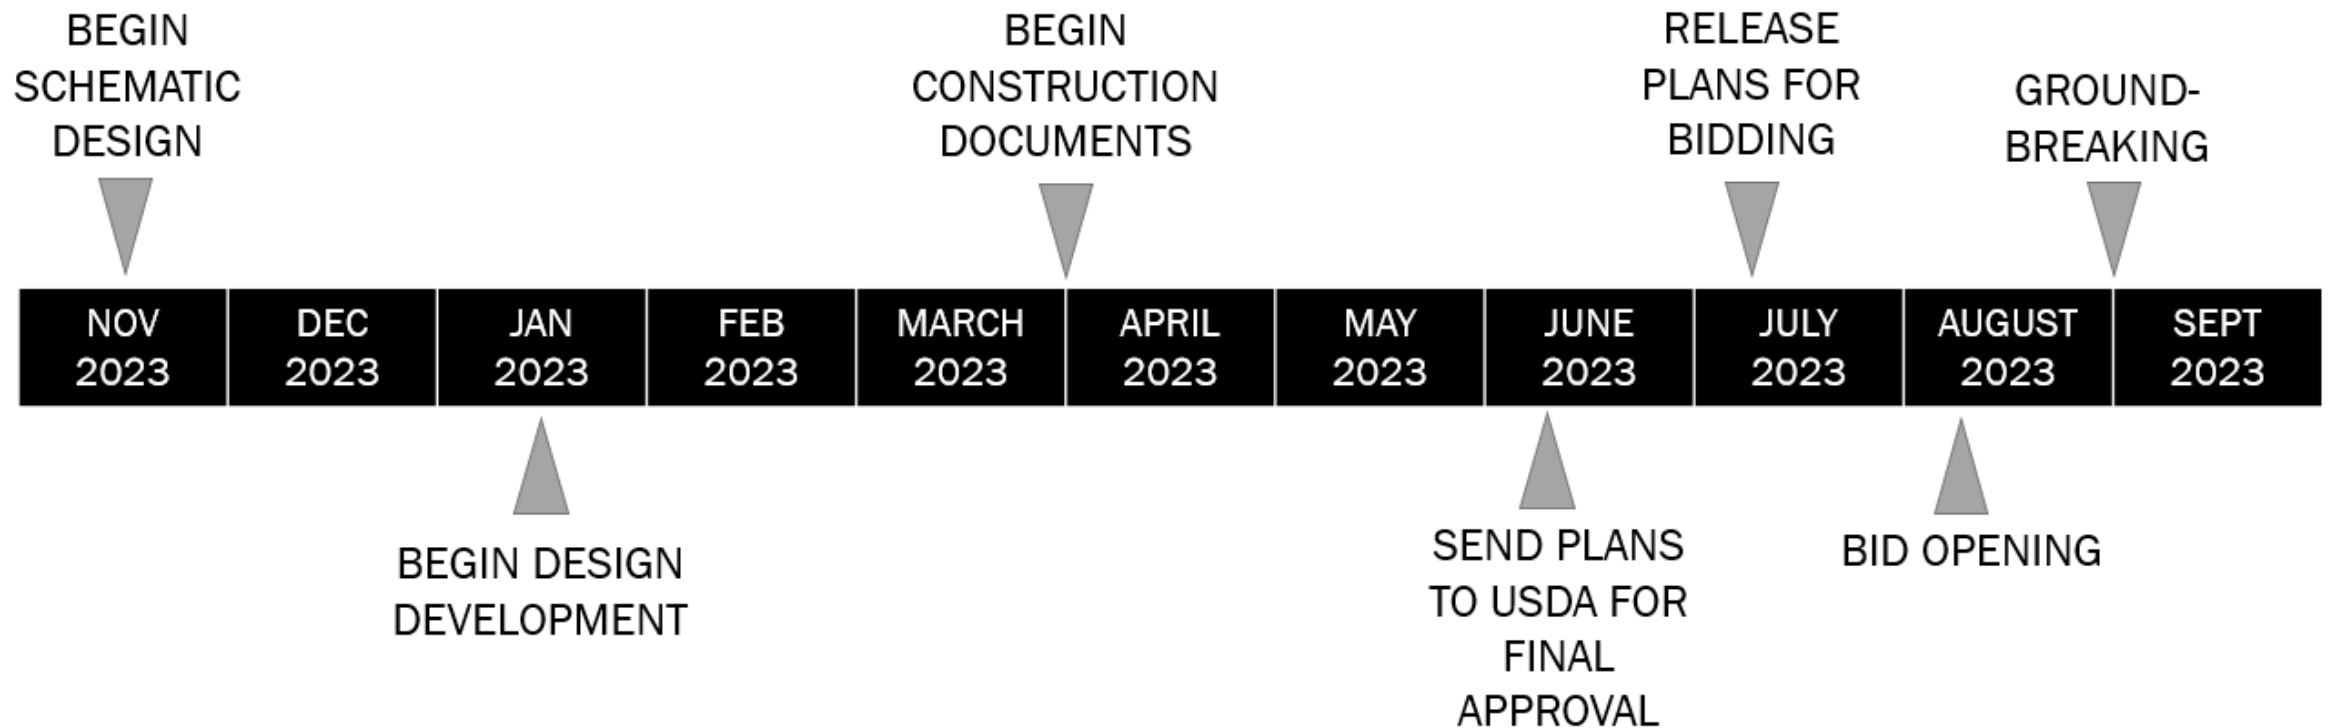 BEGIN
SCHEMATIC
DESIGN
BEGIN
CONSTRUCTION
DOCUMENTS
RELEASE
PLANS FOR
BIDDING
GROUND-
BREAKING
NOV
2023
DEC
2023
JAN
2023
FEB
2023
MARCH
2023
APRIL
2023
MAY
2023
JUNE
2023
JULY
2023
AUGUST
2023
SEPT
2023
BEGIN DESIGN
DEVELOPMENT
SEND PLANS
TO USDA FOR
FINAL
APPROVAL
BID OPENING